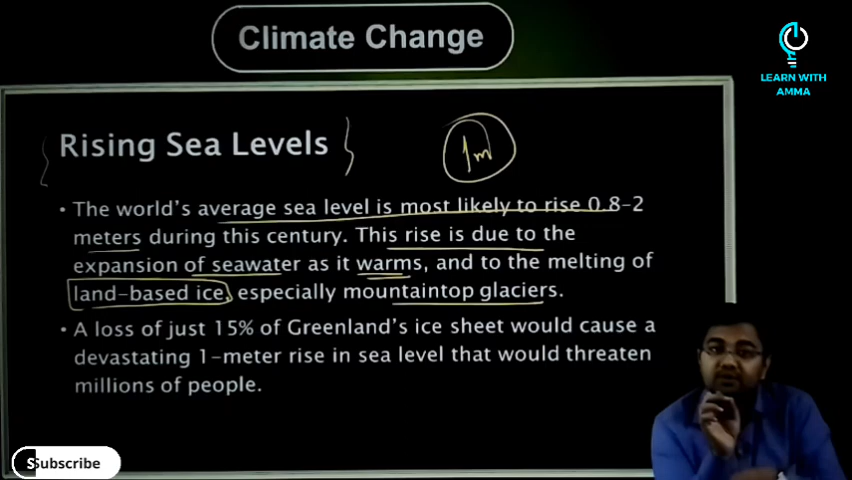 Climate Change
LEARN WITH
AMMA
Rising Sea Levels
1m
• The world's average sea level is most likely to rise 0.8-2
meters during this century. This rise is due to the
expansion of seawater as it warms, and to the melting of
land-based ice, especially mountaintop glaciers.
• A loss of just 15% of Greenland's ice sheet would cause a
devastating 1-meter rise in sea level that would threaten
millions of people.
Subscribe